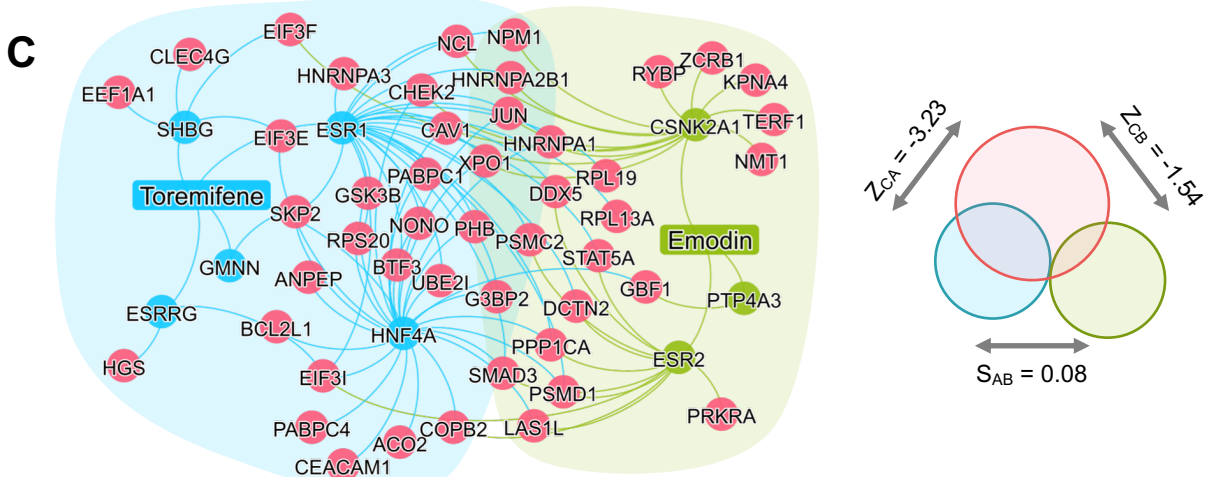 C
EIF3F
NCL
NPM1
CLEC4G
HNRNPA3
CHEK2
HNRNPA2B1
RYBP
ZCRB1
KPNA4
EEF1A1
SHBG
EIF3E
ESR1
CAV1
JUN
HNRNPA1
CSNK2A1
TERF1
NMT1
XPO1
PABPC1
GSK3B
DDX5
RPL19
Toremifene
SKP2
RPL13A
NONO
PHB
RPS20
PSMC2
STAT5A
Emodin
GMNN
ANPEP
BTF3
UBE2I
G3BP2
GBF1
DCTN2
PTP4A3
ESRRG
BCL2L1
HNF4A
PPP1CA
ESR2
HGS
EIF3I
SMAD3
PSMD1
PRKRA
PABPC4
ACO2
COPB2
LAS1L
CEACAM1
ZCA = -3.23
ZCB = -1.54
SAB = 0.08